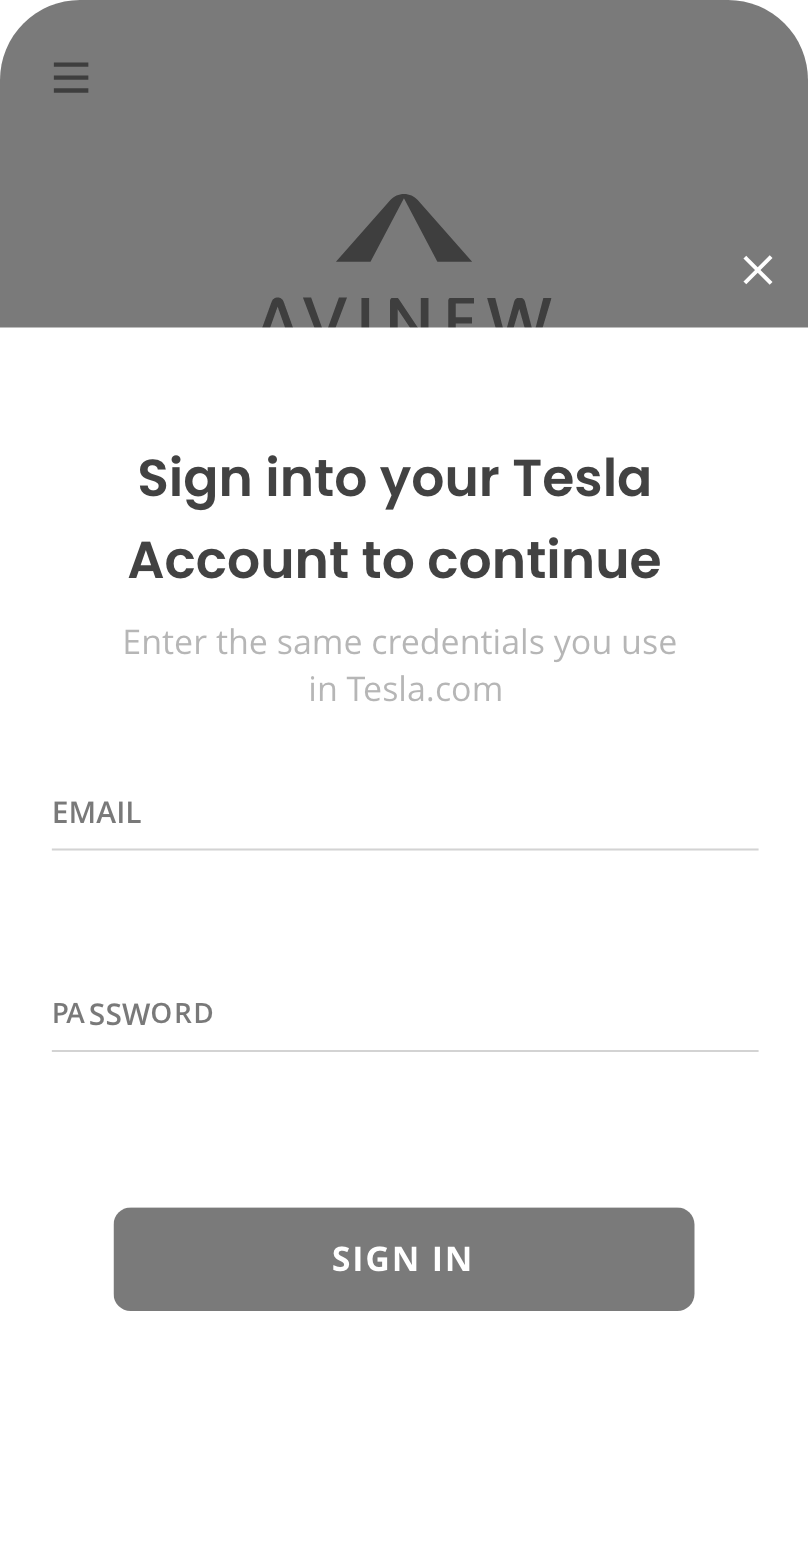 AVINEW
Sign into your Tesla
Account to continue
Enter the same credentials you use
in Tesla.com
EMAIL
PASSWORD
SIGN IN